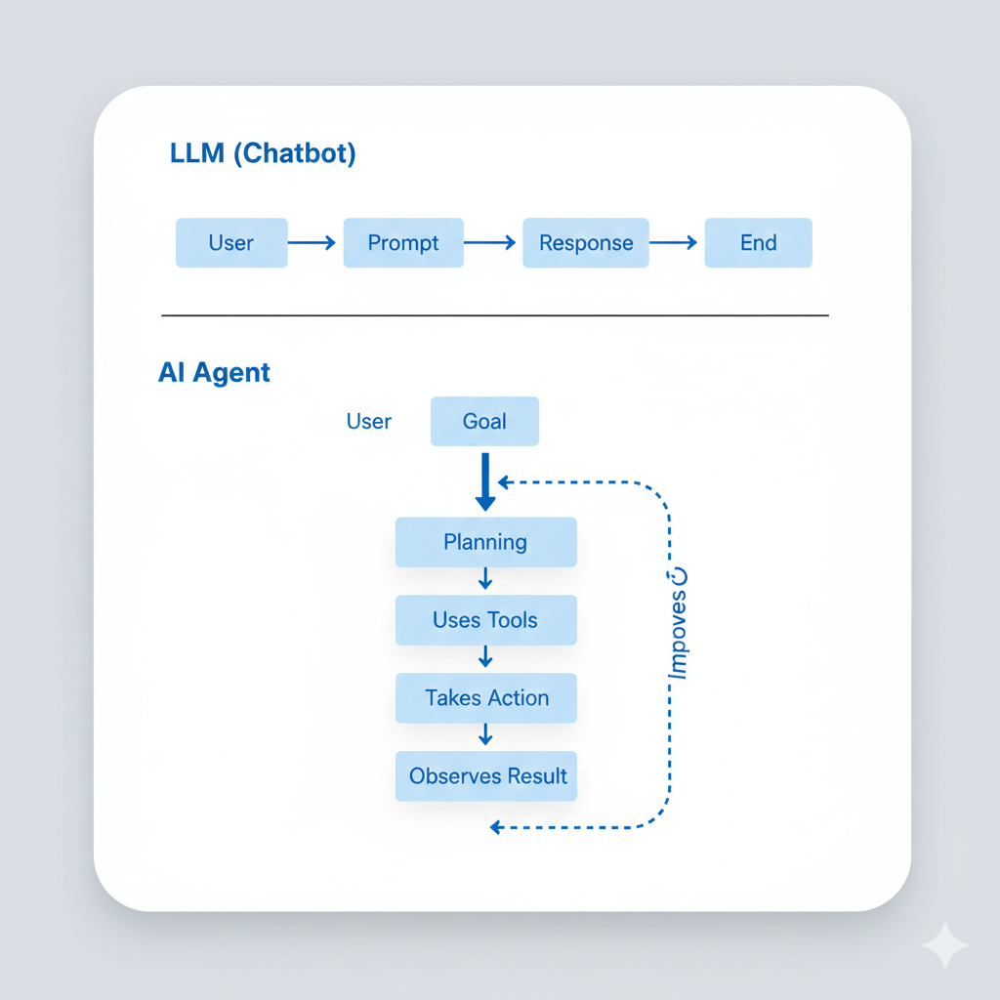 LLM (Chatbot)
User
Prompt
Response
End
AI Agent
User
Goal
Planning
Uses Tools
Takes Action
Observes Result
Impoves